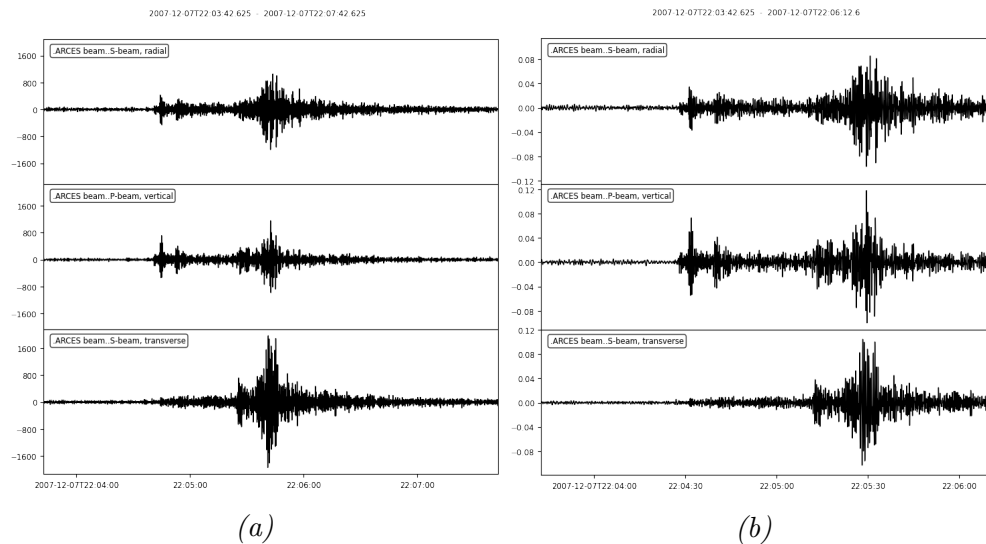 2007-12-07T22:03:42.625 - 2007-12-07T22:07:42.625
.ARCES beam..S-beam, radial
1600
800
0
−800
−1600
.ARCES beam..P-beam, vertical
1600
800
0
−800
−1600
.ARCES beam..S-beam, transverse
1600
800
0
−800
−1600
2007-12-07T22:04:00 22:05:00 22:06:00 22:07:00
(a)
2007-12-07T22:03:42.625 - 2007-12-07T22:06:12.6
.ARCES beam..S-beam, radial
0.08
0.04
0.00
−0.04
−0.08
−0.12
0.12
.ARCES beam..P-beam, vertical
0.08
0.04
0.00
−0.04
−0.08
0.12
.ARCES beam..S-beam, transverse
0.08
0.04
0.00
−0.04
−0.08
2007-12-07T22:04:00 22:04:30 22:05:00 22:05:30 22:06:00
(b)